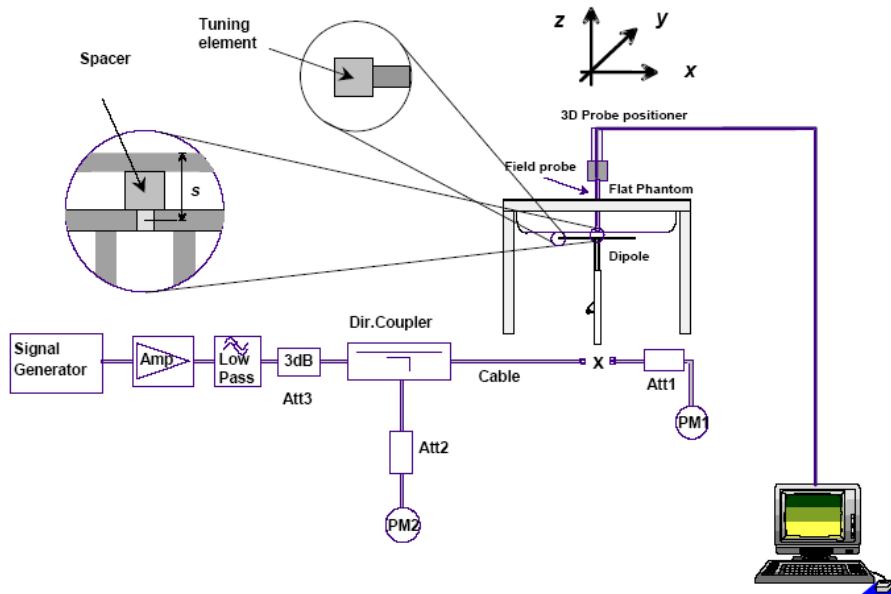 Tuning
element
z
y
x
Spacer
3D Probe positioner
s
Field probe
Flat Phantom
Dipole
Dir.Coupler
Signal
Generator
Amp
Low
Pass
3dB
Att3
Cable
X
Att1
PM1
Att2
PM2